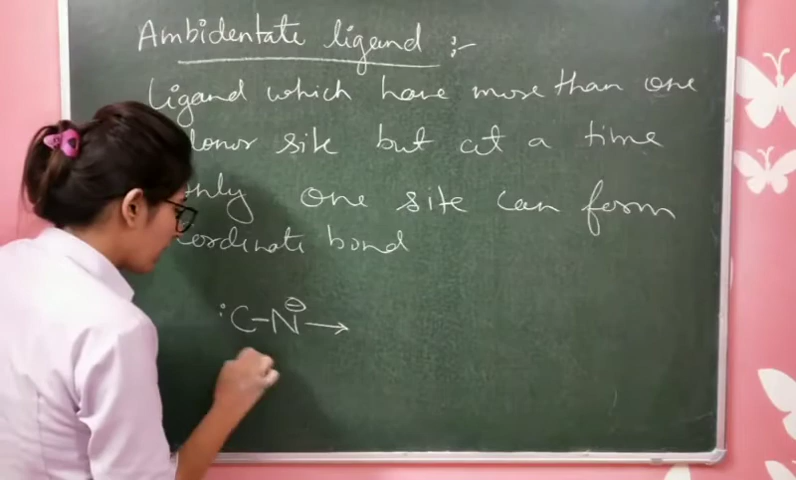 Ambidentate ligand :-
Ligand which have more than one
donor site but at a time
only one site can form
coordinate bond
:C-N⊖→